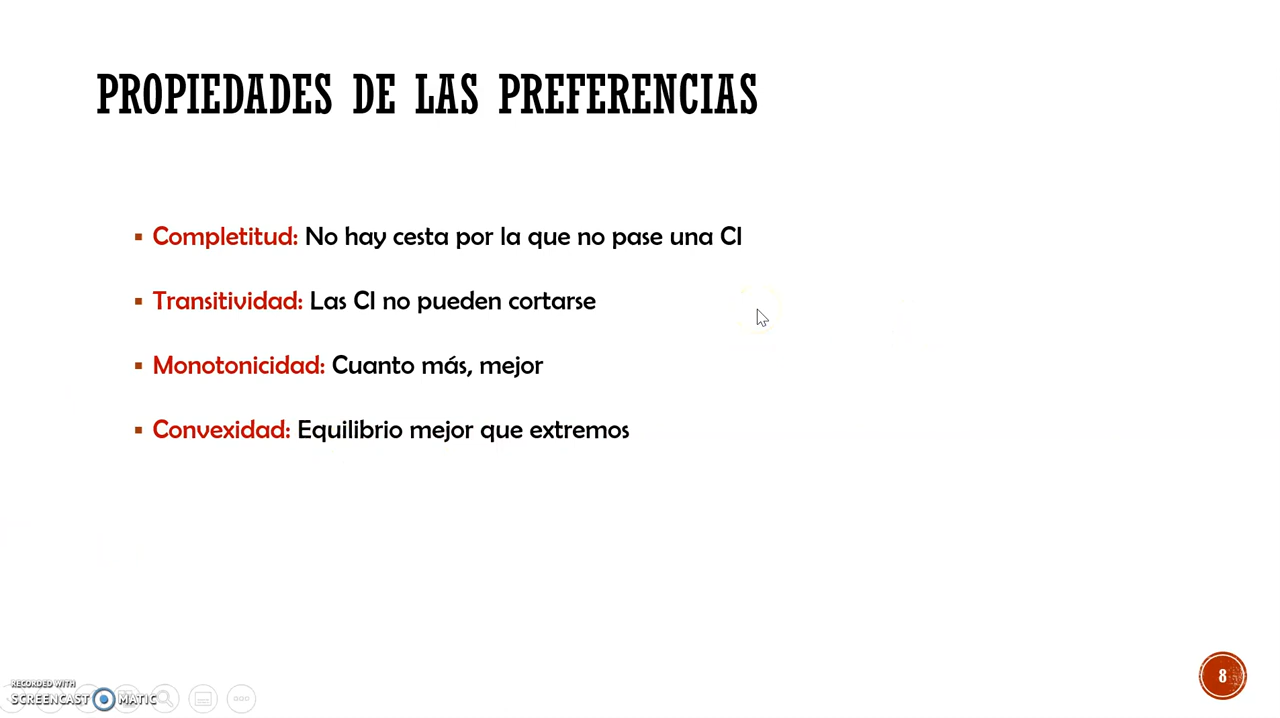 PROPIEDADES DE LAS PREFERENCIAS
Completitud: No hay cesta por la que no pase una CI
Transitividad: Las CI no pueden cortarse
Monotonicidad: Cuanto más, mejor
Convexidad: Equilibrio mejor que extremos
8
RECORDED WITH
SCREENCAST MATIC